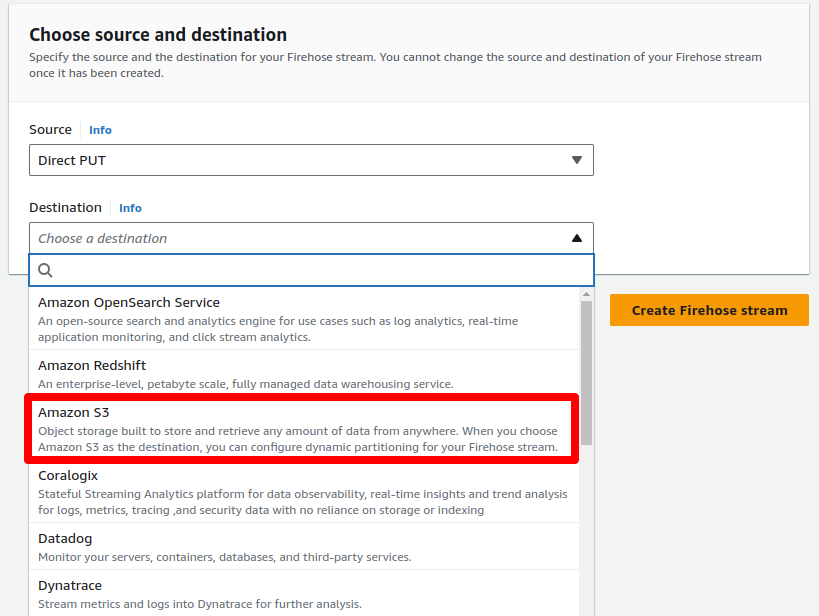 Choose source and destination
Specify the source and the destination for your Firehose stream. You cannot change the source and destination of your Firehose stream
once it has been created.
Source Info
Direct PUT
Destination Info
Choose a destination
Amazon OpenSearch Service
An open-source search and analytics engine for use cases such as log analytics, real-time
application monitoring, and click stream analytics.
Create Firehose stream
Amazon Redshift
An enterprise-level, petabyte scale, fully managed data warehousing service.
Amazon S3
Object storage built to store and retrieve any amount of data from anywhere. When you choose
Amazon S3 as the destination, you can configure dynamic partitioning for your Firehose stream.
Coralogix
Stateful Streaming Analytics platform for data observability, real-time insights and trend analysis
for logs, metrics, tracing ,and security data with no reliance on storage or indexing
Datadog
Monitor your servers, containers, databases, and third-party services.
Dynatrace
Stream metrics and logs into Dynatrace for further analysis.